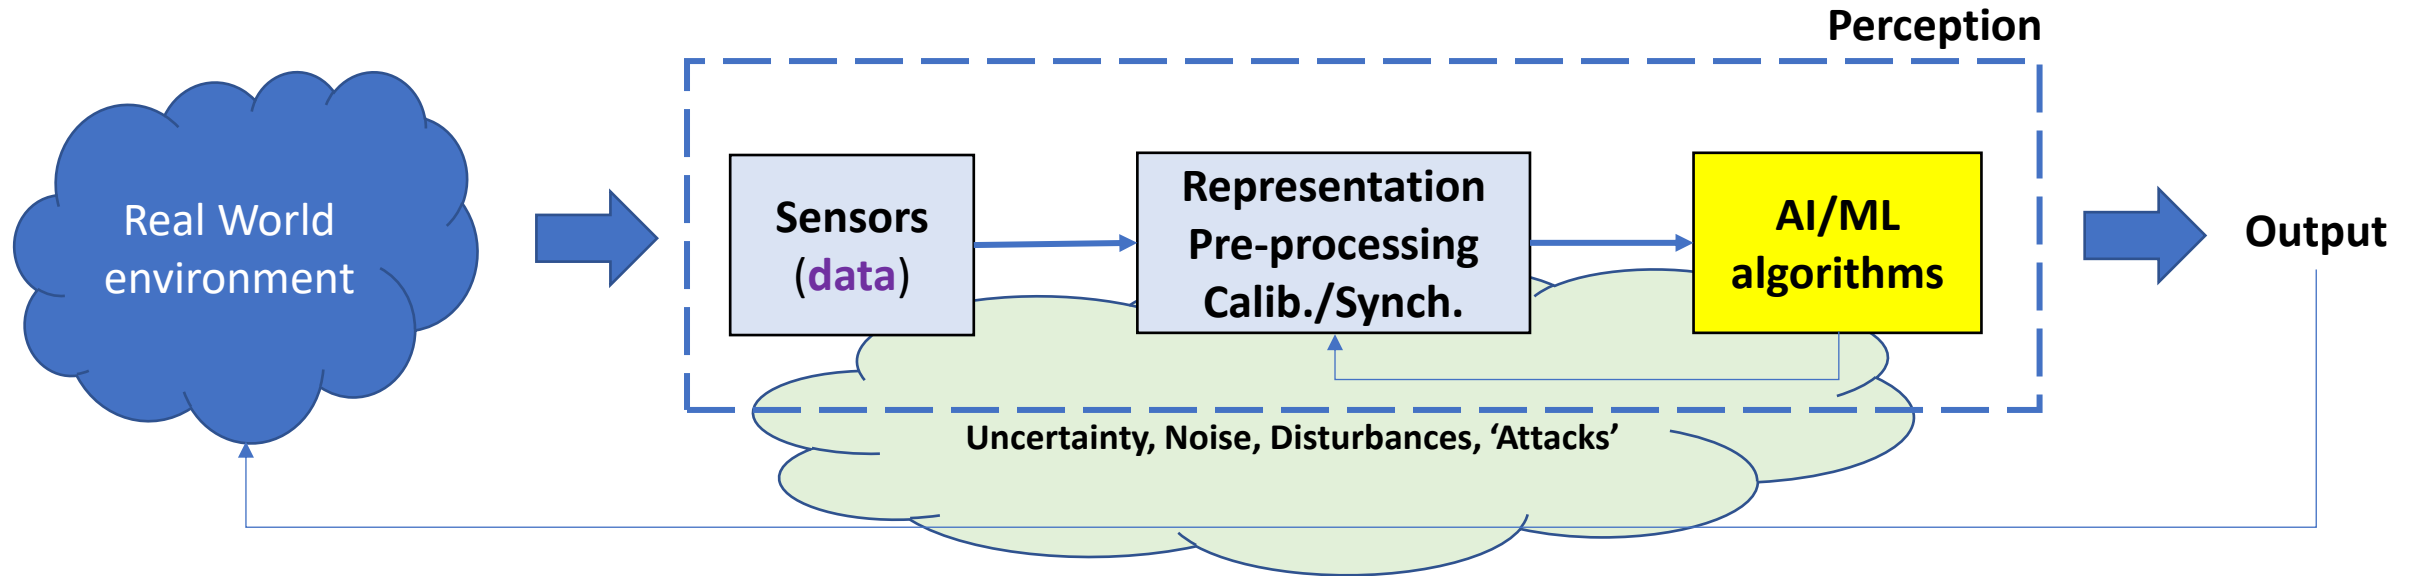 Perception
Real World
environment
Sensors
(data)
Representation
Pre-processing
Calib./Synch.
AI/ML
algorithms
Output
Uncertainty, Noise, Disturbances, ‘Attacks’